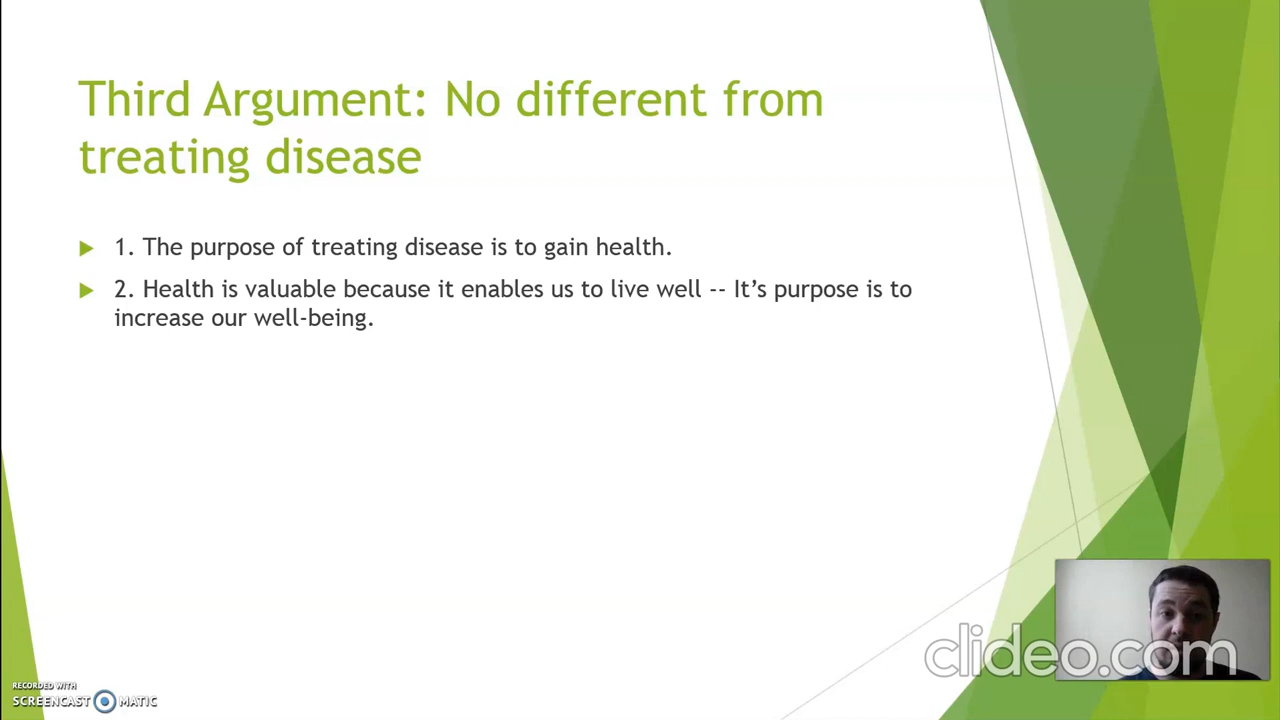 Third Argument: No different from
treating disease
1. The purpose of treating disease is to gain health.
2. Health is valuable because it enables us to live well -- It’s purpose is to
increase our well-being.
clideo.com
RECORDED WITH
SCREENCAST MATIC